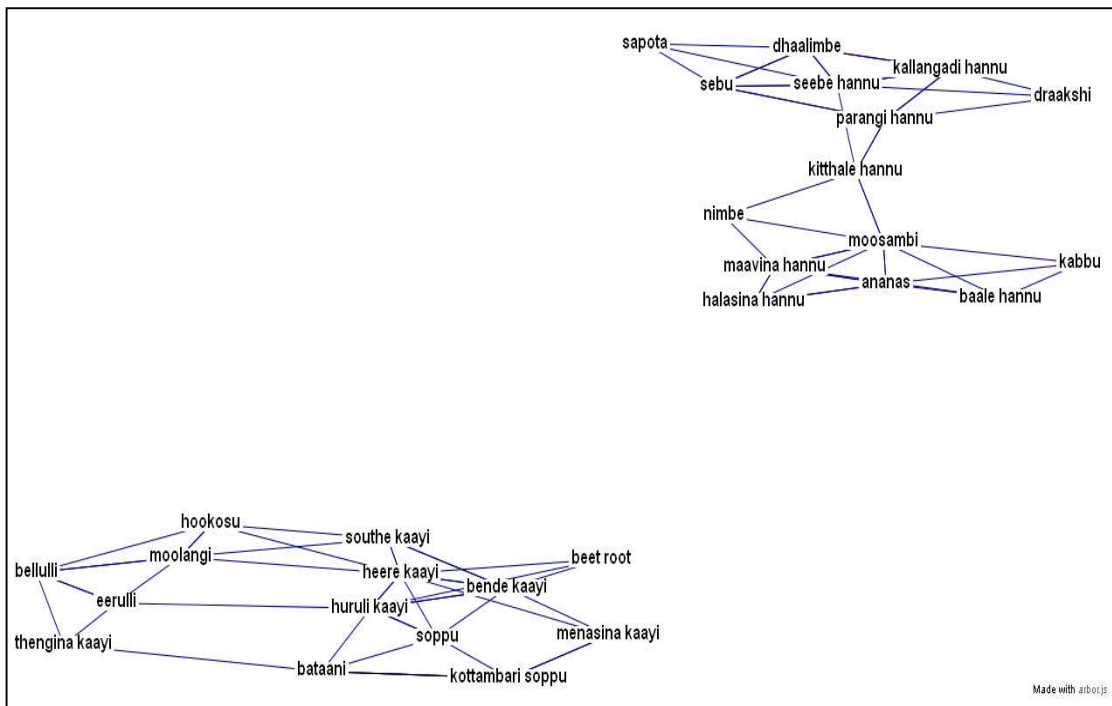 sapota
dhaalimbe
kallangadi hannu
sebu
seebe hannu
draakshi
parangi hannu
kitthale hannu
nimbe
moosambi
maavina hannu
kabbu
ananas
halasina hannu
baale hannu
hookosu
southe kaayi
moolangi
beet root
bellulli
heere kaayi
bende kaayi
eerulli
huruli kaayi
soppu
menasina kaayi
thengina kaayi
bataani
kottambari soppu
Made with arbor.js